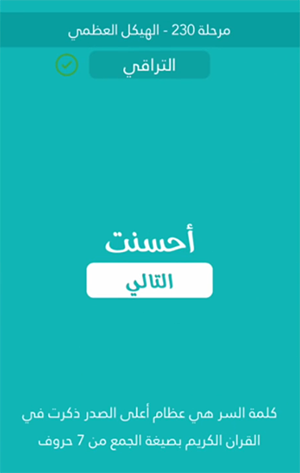 مرحلة 230 - الهيكل العظمي
التراقي
أحسنت
التالي
كلمة السر هي عظام أعلى الصدر ذكرت في
القران الكريم بصيغة الجمع من 7 حروف